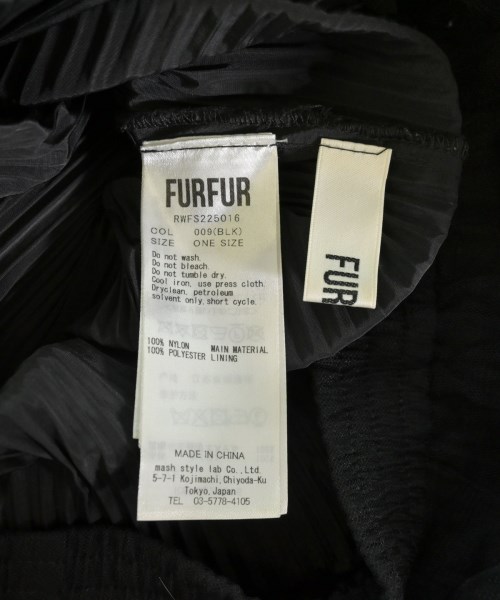 FURFUR
RWFS225016
COL 009(BLK)
SIZE ONE SIZE
Do not wash.
Do not bleach.
Do not tumble dry.
Cool iron, use press cloth.
Dryclean, petroleum
solvent only,short cycle.
100% NYLON MAIN MATERIAL
100% POLYESTER LINING
MADE IN CHINA
mash style lab Co.,Ltd.
5-7-1 Kojimachi,Chiyoda-Ku
Tokyo,Japan
TEL 03-5778-4105
FUR